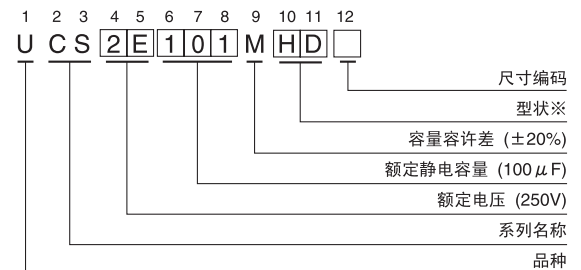 1 2 3 4 5 6 7 8 9 10 11 12
U C S 2 E 1 0 1 M H D
尺寸编码
型状※
容量容许差 (±20%)
额定静电容量 (100μF)
额定电压 (250V)
系列名称
品种